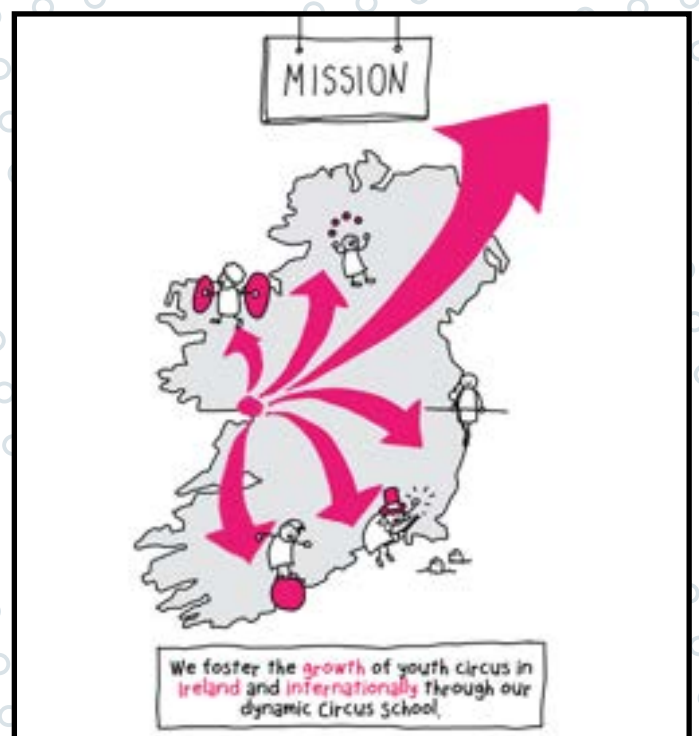 MISSION
We foster the growth of youth circus in
Ireland and internationally through our
dynamic Circus School.